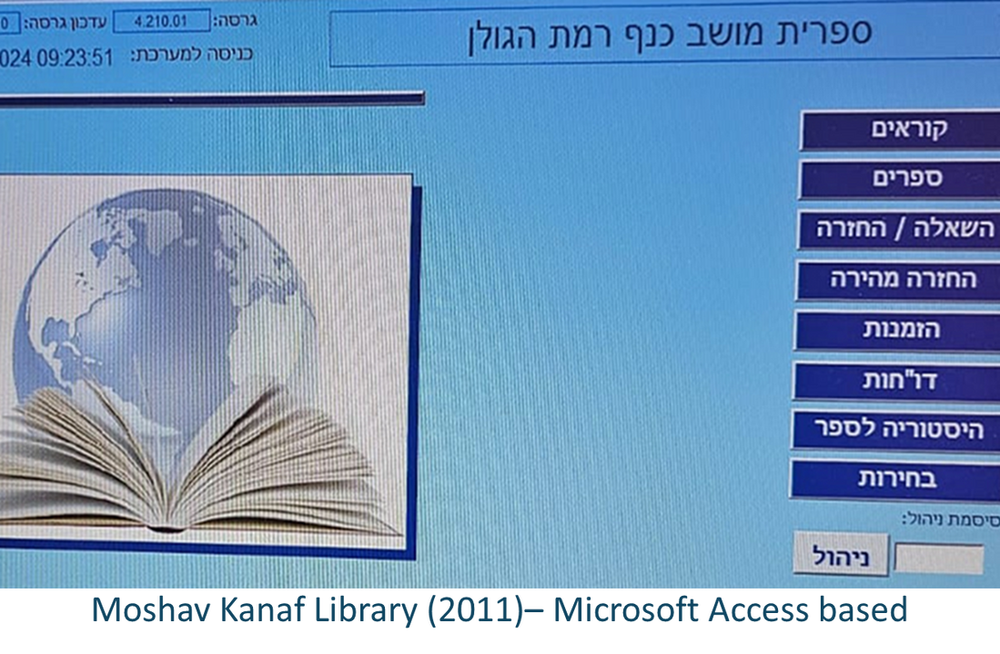 ספרית מושב כנף רמת הגולן
גרסה: 4.210.01 עדכון גרסה: 0
כניסה למערכת: 024 09:23:51
קוראים
ספרים
השאלה / החזרה
החזרה מהירה
הזמנות
דו"חות
היסטוריה לספר
בחירות
סיסמת ניהול:
ניהול
Moshav Kanaf Library (2011)– Microsoft Access based